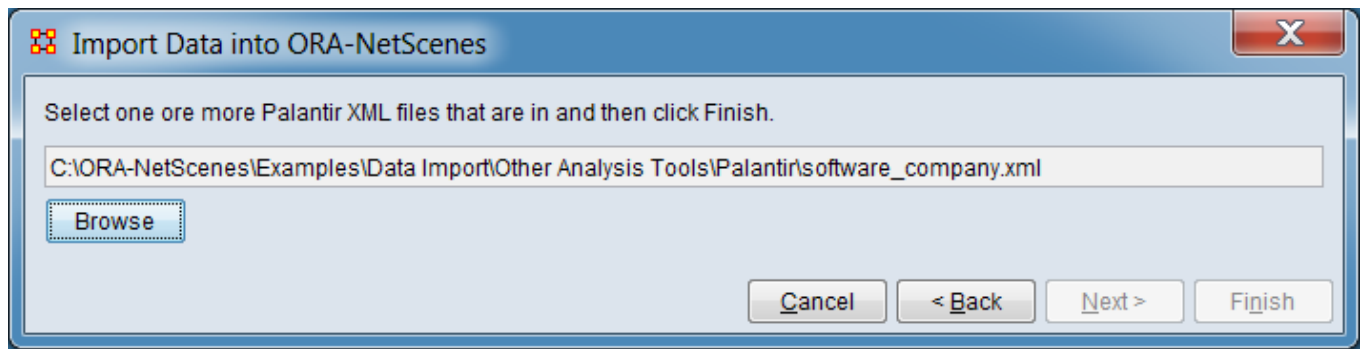 Import Data into ORA-NetScenes
Select one ore more Palantir XML files that are in and then click Finish.
C:\ORA-NetScenes\Examples\Data Import\Other Analysis Tools\Palantir\software_company.xml
Browse
Cancel < Back Next > Finish